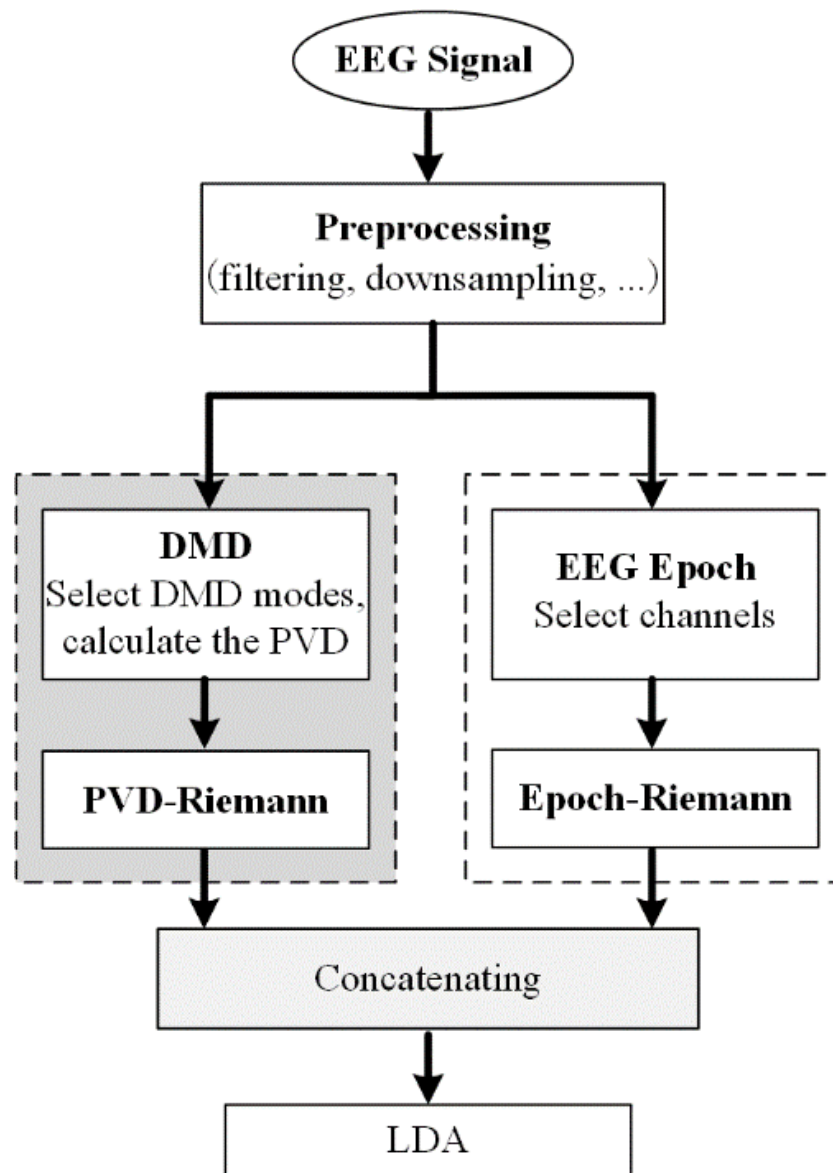 EEG Signal
Preprocessing
(filtering, downsampling, ...)
DMD
Select DMD modes,
calculate the PVD
PVD-Riemann
EEG Epoch
Select channels
Epoch-Riemann
Concatenating
LDA